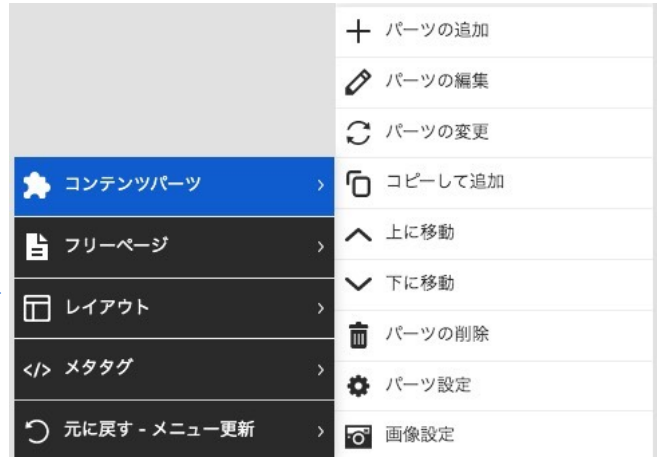 パーツの追加
パーツの編集
パーツの変更
コンテンツパーツ
コピーして追加
フリーページ
上に移動
下に移動
レイアウト
パーツの削除
メタタグ
パーツ設定
元に戻す - メニュー更新
画像設定